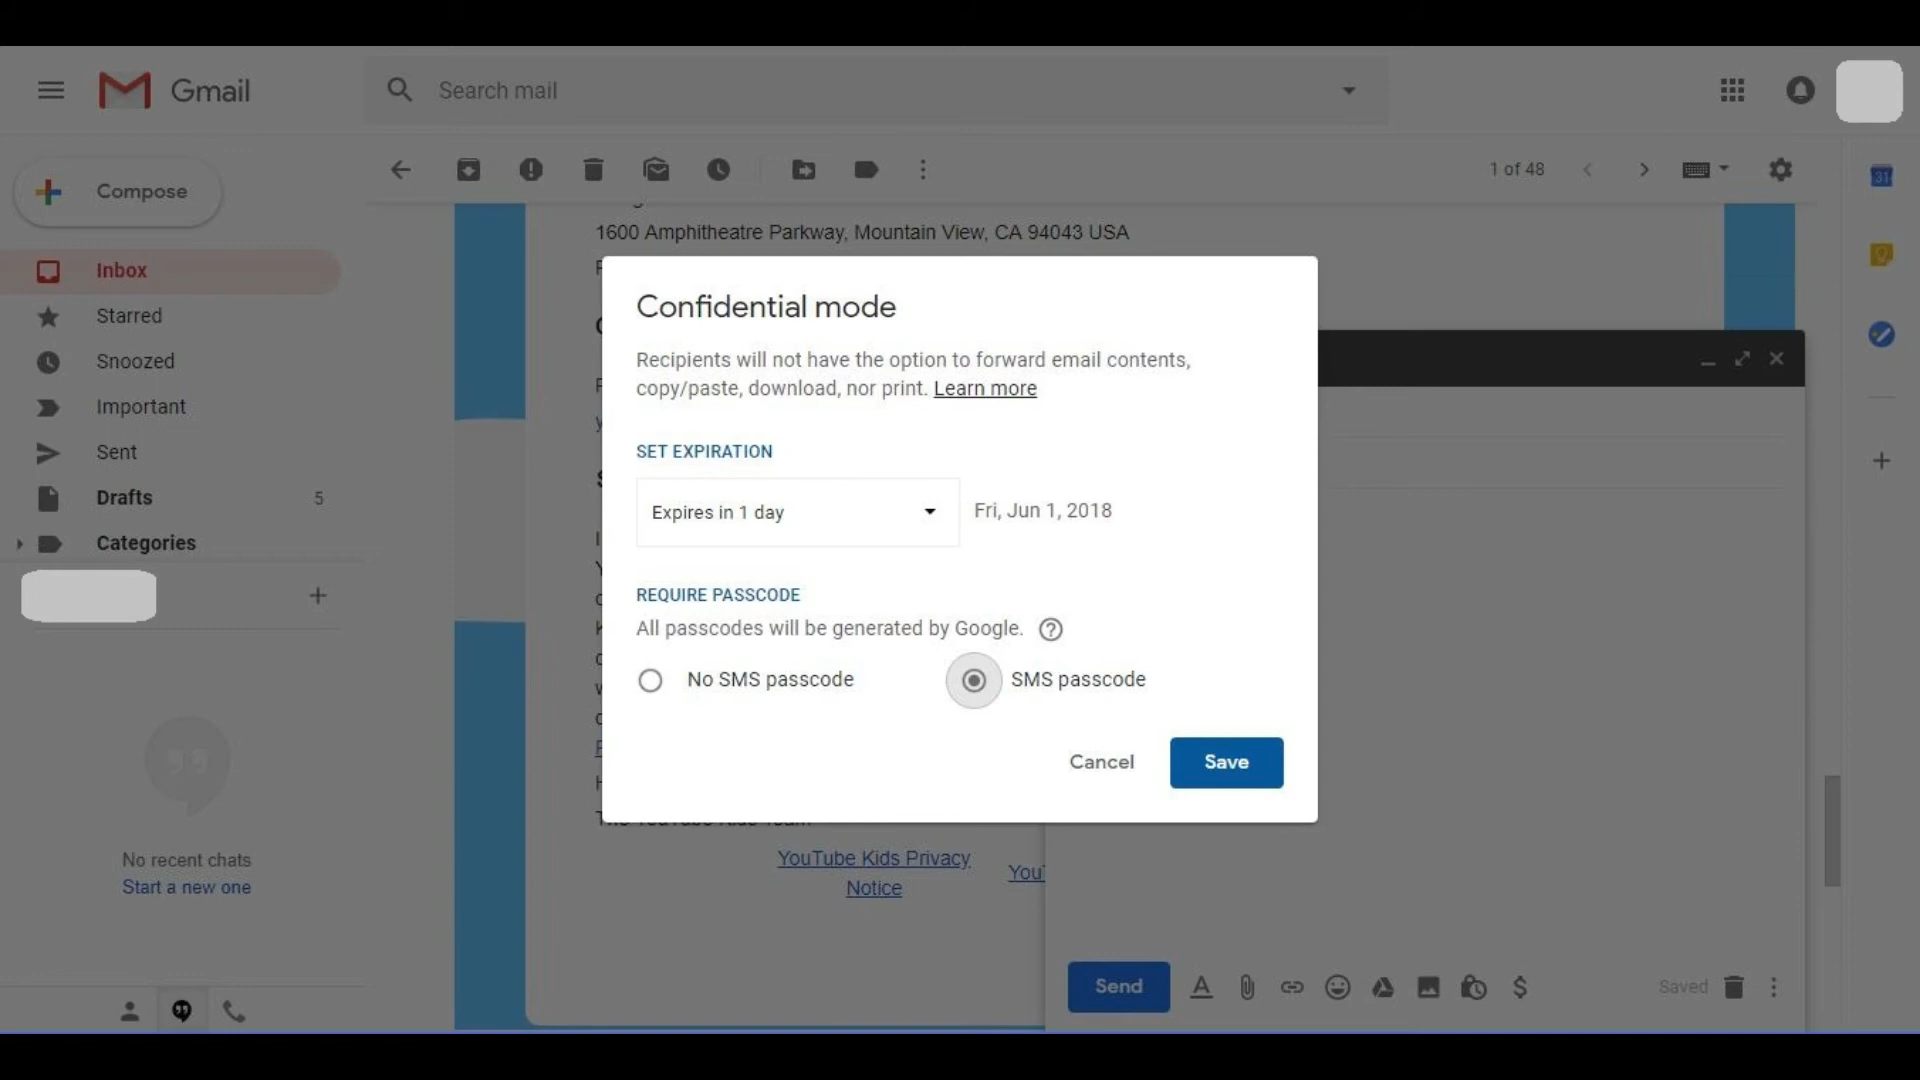 Gmail
Search mail
Compose
1 of 48
31
Inbox
Starred
Snoozed
Important
Sent
Drafts 5
Categories
No recent chats
Start a new one
1600 Amphitheatre Parkway, Mountain View, CA 94043 USA
Confidential mode
Recipients will not have the option to forward email contents,
copy/paste, download, nor print. Learn more
SET EXPIRATION
Expires in 1 day
Fri, Jun 1, 2018
REQUIRE PASSCODE
All passcodes will be generated by Google.
No SMS passcode
SMS passcode
Cancel
Save
YouTube Kids Privacy
Notice
Send
Saved